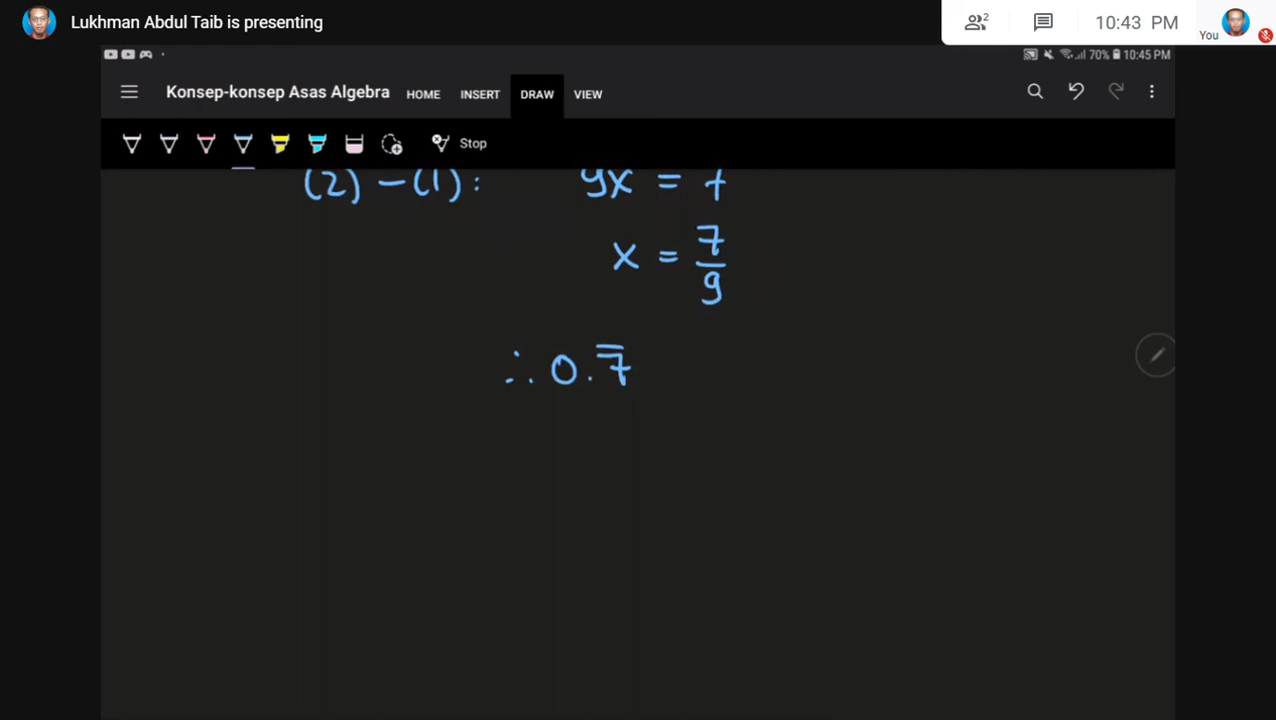 Lukhman Abdul Taib is presenting
2
10:43 PM
You
70% 10:45 PM
Konsep-konsep Asas Algebra HOME INSERT DRAW VIEW
Stop
(2) - (1): 9x = 7
x = 7/9
∴ 0.7̅